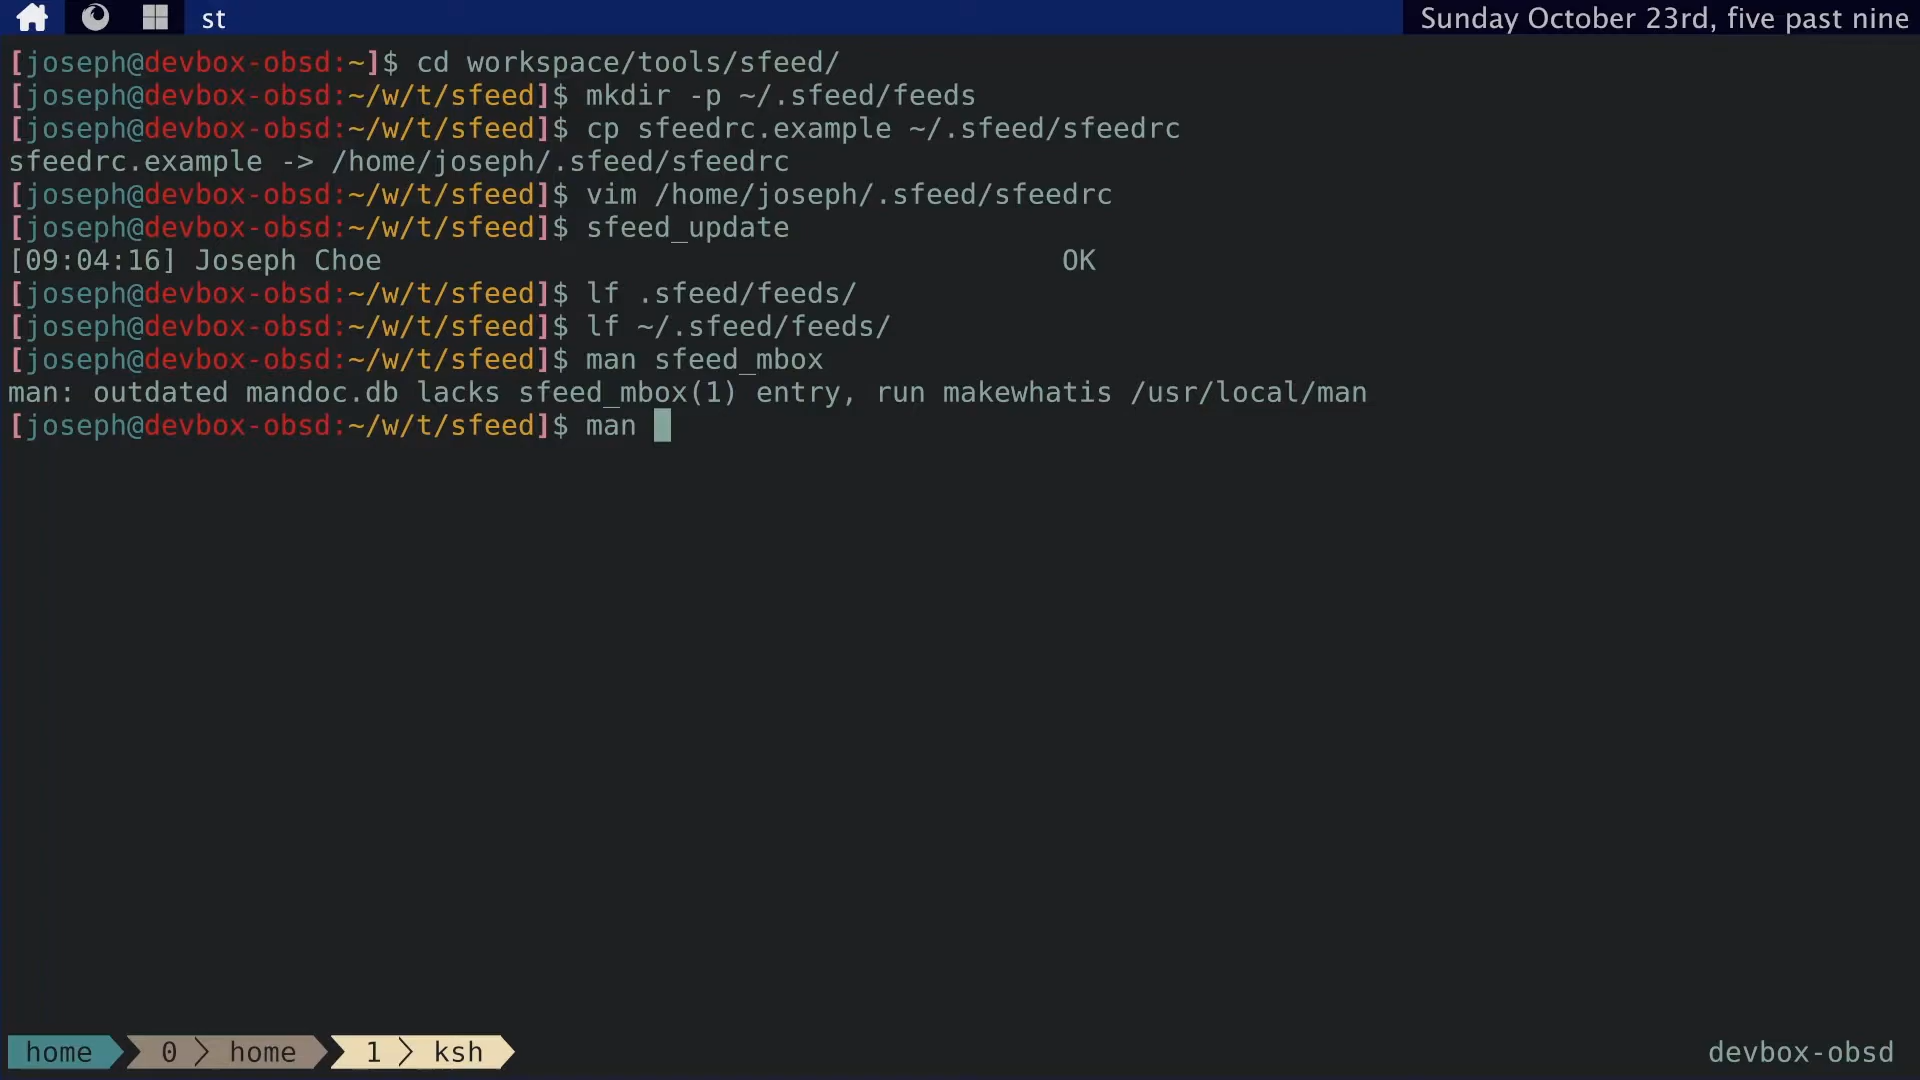 st
Sunday October 23rd, five past nine
[joseph@devbox-obsd:~]$ cd workspace/tools/sfeed/
[joseph@devbox-obsd:~/w/t/sfeed]$ mkdir -p ~/.sfeed/feeds
[joseph@devbox-obsd:~/w/t/sfeed]$ cp sfeedrc.example ~/.sfeed/sfeedrc
sfeedrc.example -> /home/joseph/.sfeed/sfeedrc
[joseph@devbox-obsd:~/w/t/sfeed]$ vim /home/joseph/.sfeed/sfeedrc
[joseph@devbox-obsd:~/w/t/sfeed]$ sfeed_update
[09:04:16] Joseph Choe OK
[joseph@devbox-obsd:~/w/t/sfeed]$ lf .sfeed/feeds/
[joseph@devbox-obsd:~/w/t/sfeed]$ lf ~/.sfeed/feeds/
[joseph@devbox-obsd:~/w/t/sfeed]$ man sfeed_mbox
man: outdated mandoc.db lacks sfeed_mbox(1) entry, run makewhatis /usr/local/man
[joseph@devbox-obsd:~/w/t/sfeed]$ man
home 0 home 1 ksh
devbox-obsd